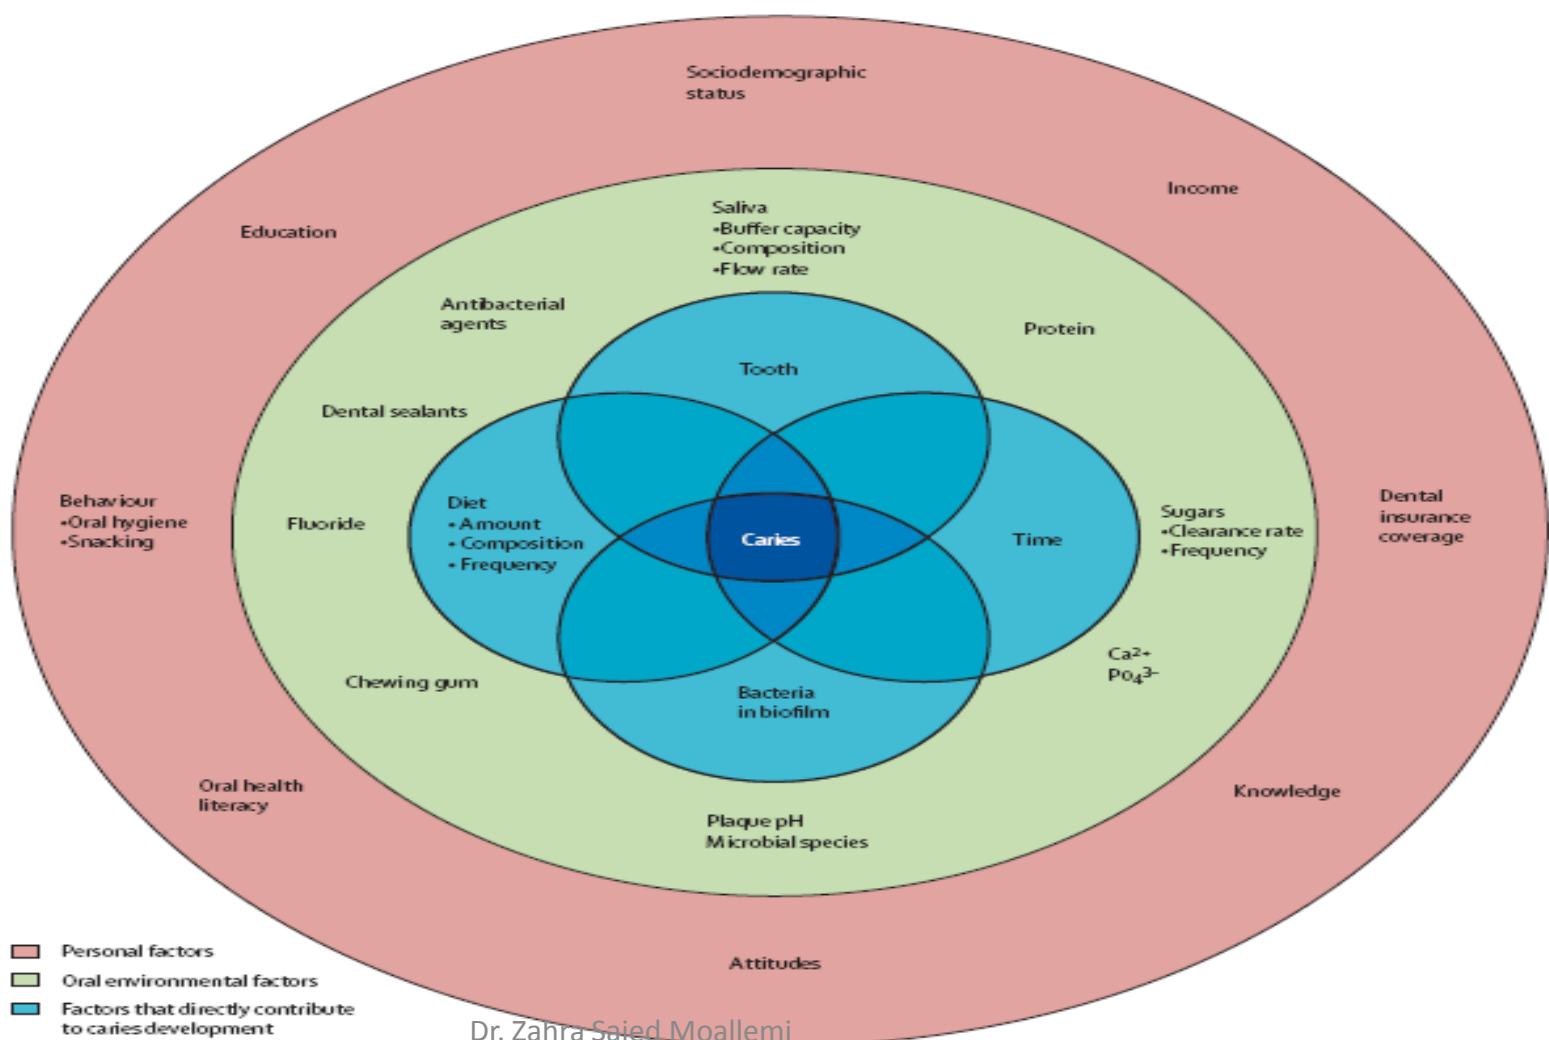 Sociodemographic
status
Income
Education
Saliva
•Buffer capacity
•Composition
•Flow rate
Antibacterial
agents
Protein
Tooth
Dental sealants
Behaviour
•Oral hygiene
•Snacking
Fluoride
Diet
• Amount
• Composition
• Frequency
Caries
Time
Sugars
•Clearance rate
•Frequency
Dental
insurance
coverage
Ca2+
Po43-
Chewing gum
Bacteria
in biofilm
Oral health
literacy
Knowledge
Plaque pH
Microbial species
Attitudes
Personal factors
Oral environmental factors
Factors that directly contribute
to caries development
Dr. Zahra Saied Moallemi